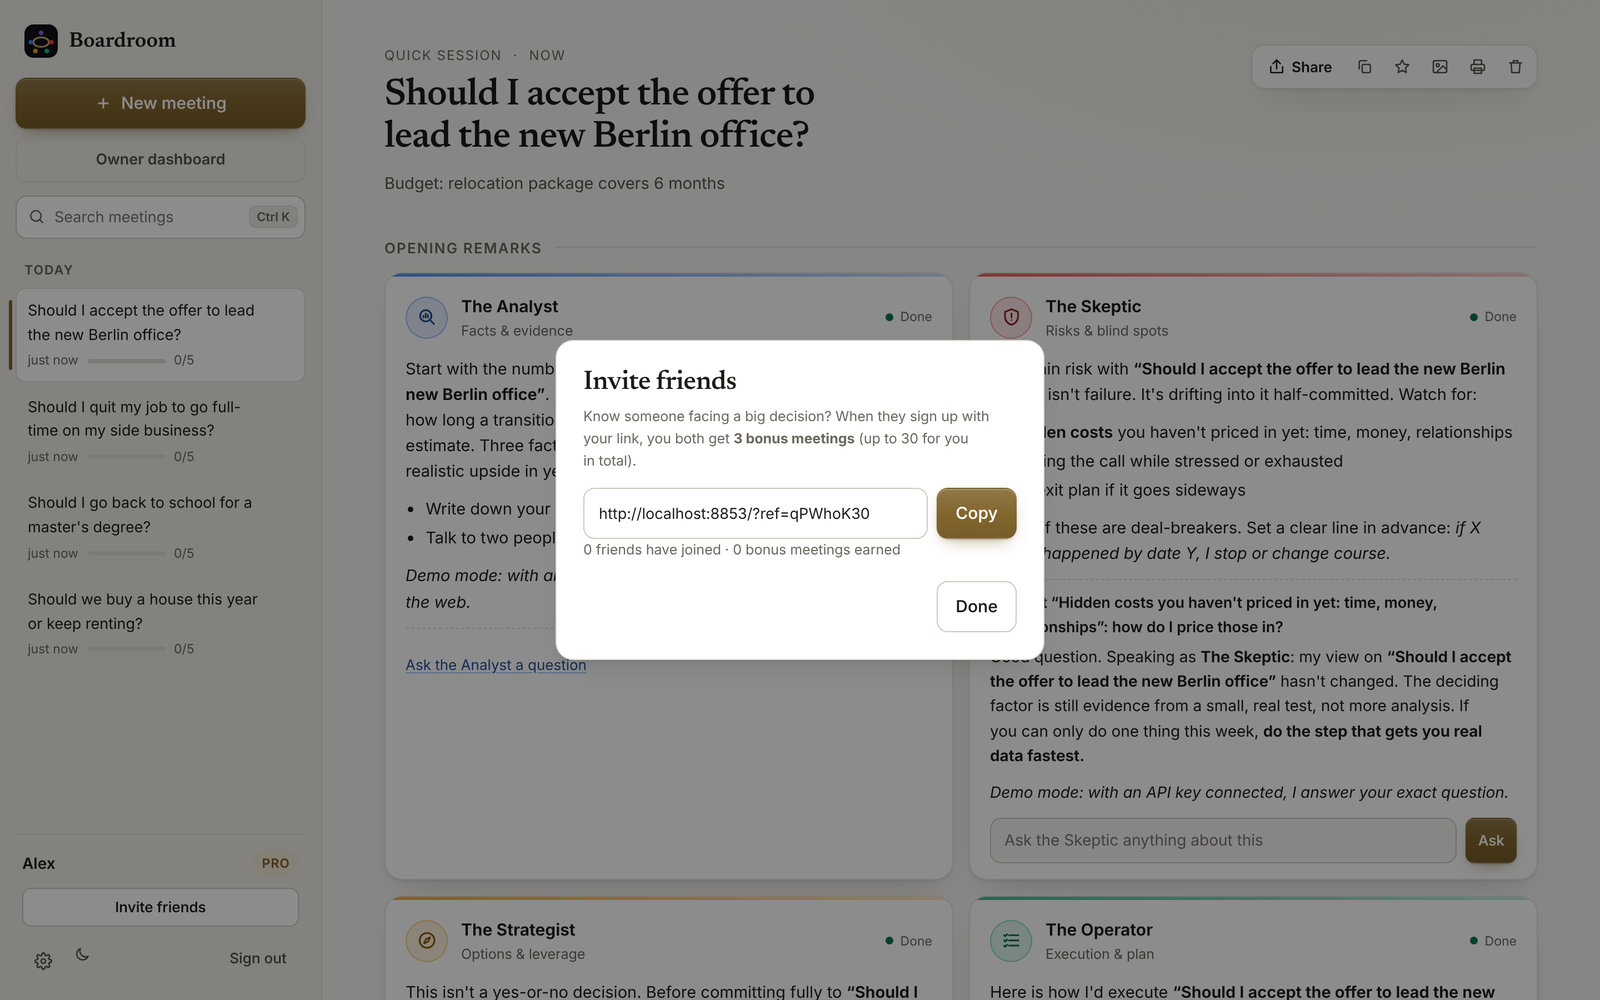 Boardroom
+ New meeting
Owner dashboard
Search meetings
Ctrl K
TODAY
Should I accept the offer to lead
the new Berlin office?
just now
0/5
Should I quit my job to go full-
time on my side business?
just now
0/5
Should I go back to school for a
master's degree?
just now
0/5
Should we buy a house this year
or keep renting?
just now
0/5
Alex
PRO
Invite friends
Sign out
QUICK SESSION · NOW
Should I accept the offer to
lead the new Berlin office?
Budget: relocation package covers 6 months
Share
OPENING REMARKS
The Analyst
Facts & evidence
Done
Start with the numb
new Berlin office”.
how long a transitio
estimate. Three fact
realistic upside in ye
• Write down your
• Talk to two peopl
Demo mode: with a
the web.
Ask the Analyst a question
The Skeptic
Risks & blind spots
Done
in risk with “Should I accept the offer to lead the new Berlin
isn't failure. It's drifting into it half-committed. Watch for:
en costs you haven't priced in yet: time, money, relationships
ing the call while stressed or exhausted
exit plan if it goes sideways
f these are deal-breakers. Set a clear line in advance: if X
happened by date Y, I stop or change course.
“Hidden costs you haven't priced in yet: time, money,
onships”: how do I price those in?
Good question. Speaking as The Skeptic: my view on “Should I accept
the offer to lead the new Berlin office” hasn't changed. The deciding
factor is still evidence from a small, real test, not more analysis. If
you can only do one thing this week, do the step that gets you real
data fastest.
Demo mode: with an API key connected, I answer your exact question.
Ask the Skeptic anything about this
Ask
Invite friends
Know someone facing a big decision? When they sign up with
your link, you both get 3 bonus meetings (up to 30 for you
in total).
http://localhost:8853/?ref=qPWhoK30
Copy
0 friends have joined · 0 bonus meetings earned
Done
The Strategist
Options & leverage
Done
This isn't a yes-or-no decision. Before committing fully to “Should I
The Operator
Execution & plan
Done
Here is how I'd execute “Should I accept the offer to lead the new